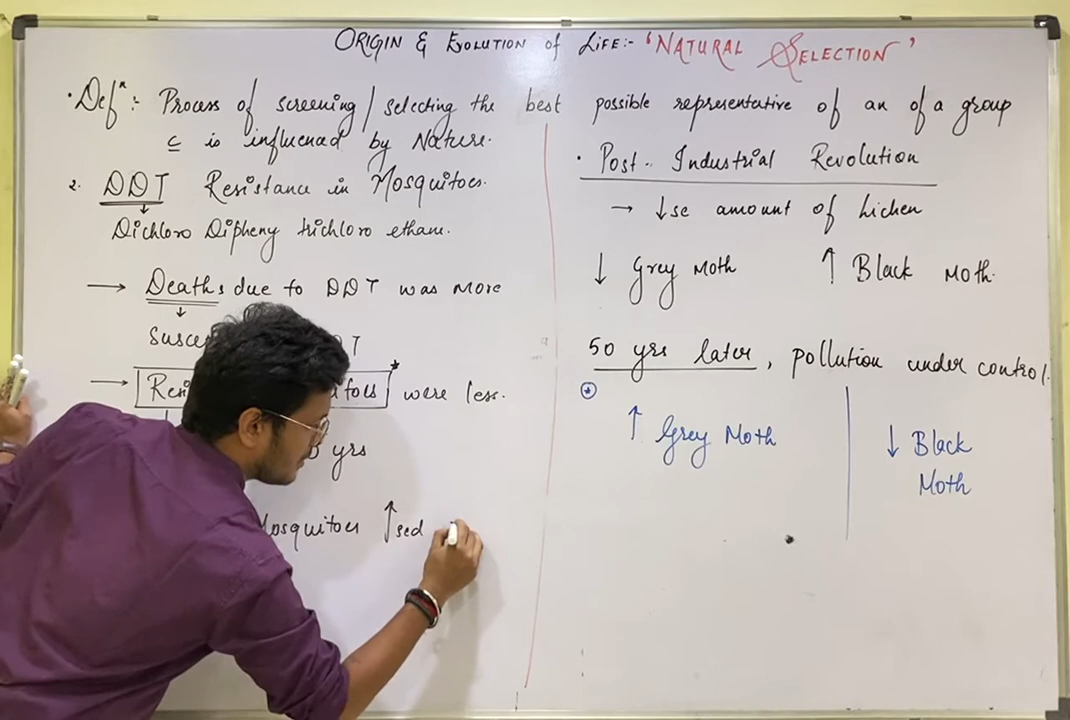 ORIGIN & EVOLUTION of LIFE:- 'NATURAL SELECTION'
• Defⁿ:- Process of screening / selecting the best possible representative of an of a group
c̲ is influenced by Nature.
2. DDT Resistance in Mosquitoes.
↓
Dichloro Dipheny trichloro ethane.
→ Deaths due to DDT was more
↓
→ were less.
yrs
Mosquitoes ↑sed
• Post- Industrial Revolution
→ ↓se amount of Lichen
↓ Grey Moth ↑ Black Moth.
50 yrs later, pollution under control.
↑ Grey Moth
↓ Black
Moth